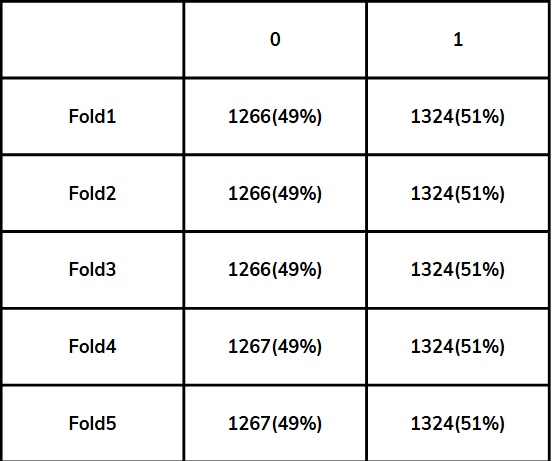 0 1
Fold1 1266(49%) 1324(51%)
Fold2 1266(49%) 1324(51%)
Fold3 1266(49%) 1324(51%)
Fold4 1267(49%) 1324(51%)
Fold5 1267(49%) 1324(51%)